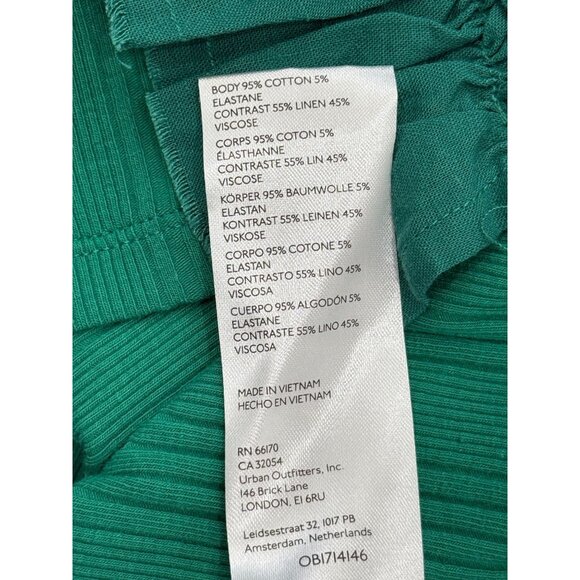 BODY 95% COTTON 5%
ELASTANE
CONTRAST 55% LINEN 45%
VISCOSE
CORPS 95% COTON 5%
ÉLASTHANNE
CONTRASTE 55% LIN 45%
VISCOSE
KÖRPER 95% BAUMWOLLE 5%
ELASTAN
KONTRAST 55% LEINEN 45%
VISKOSE
CORPO 95% COTONE 5%
ELASTAN
CONTRASTO 55% LINO 45%
VISCOSA
CUERPO 95% ALGODÓN 5%
ELASTANE
CONTRASTE 55% LINO 45%
VISCOSA
MADE IN VIETNAM
HECHO EN VIETNAM
RN 66170
CA 32054
Urban Outfitters, Inc.
146 Brick Lane
LONDON, E1 6RU
Leidsestraat 32, 1017 PB
Amsterdam, Netherlands
OB1714146